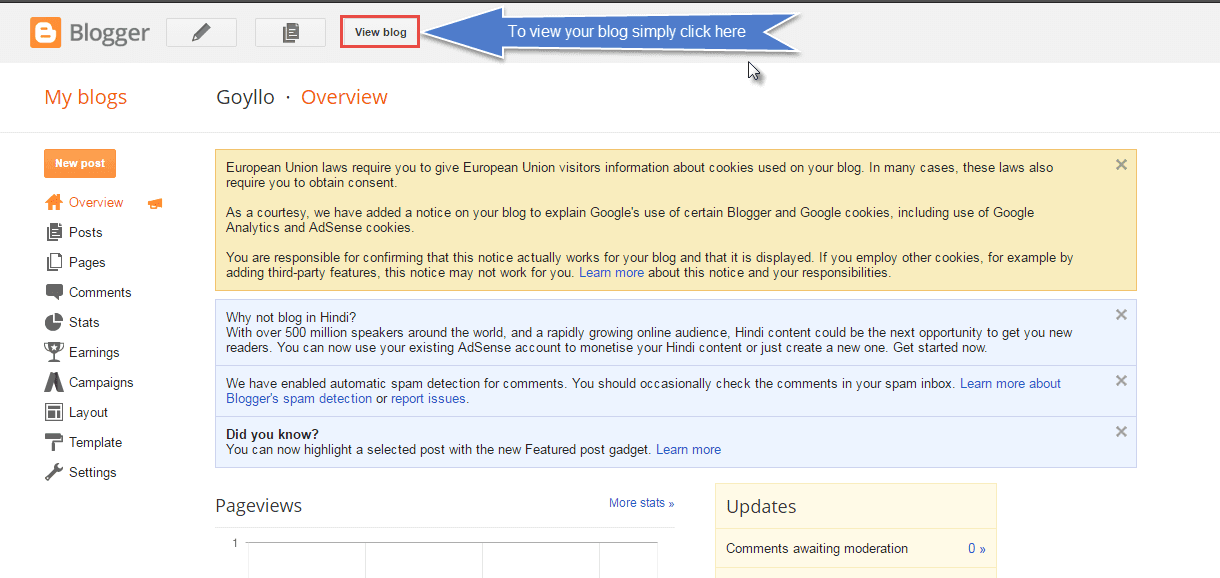 Blogger
View blog
To view your blog simply click here
My blogs
Goyllo · Overview
New post
Overview
Posts
Pages
Comments
Stats
Earnings
Campaigns
Layout
Template
Settings
European Union laws require you to give European Union visitors information about cookies used on your blog. In many cases, these laws also
require you to obtain consent.
As a courtesy, we have added a notice on your blog to explain Google's use of certain Blogger and Google cookies, including use of Google
Analytics and AdSense cookies.
You are responsible for confirming that this notice actually works for your blog and that it is displayed. If you employ other cookies, for example by
adding third-party features, this notice may not work for you. Learn more about this notice and your responsibilities.
Why not blog in Hindi?
With over 500 million speakers around the world, and a rapidly growing online audience, Hindi content could be the next opportunity to get you new
readers. You can now use your existing AdSense account to monetise your Hindi content or just create a new one. Get started now.
We have enabled automatic spam detection for comments. You should occasionally check the comments in your spam inbox. Learn more about
Blogger's spam detection or report issues.
Did you know?
You can now highlight a selected post with the new Featured post gadget. Learn more
Pageviews
More stats »
1
Updates
Comments awaiting moderation 0 »